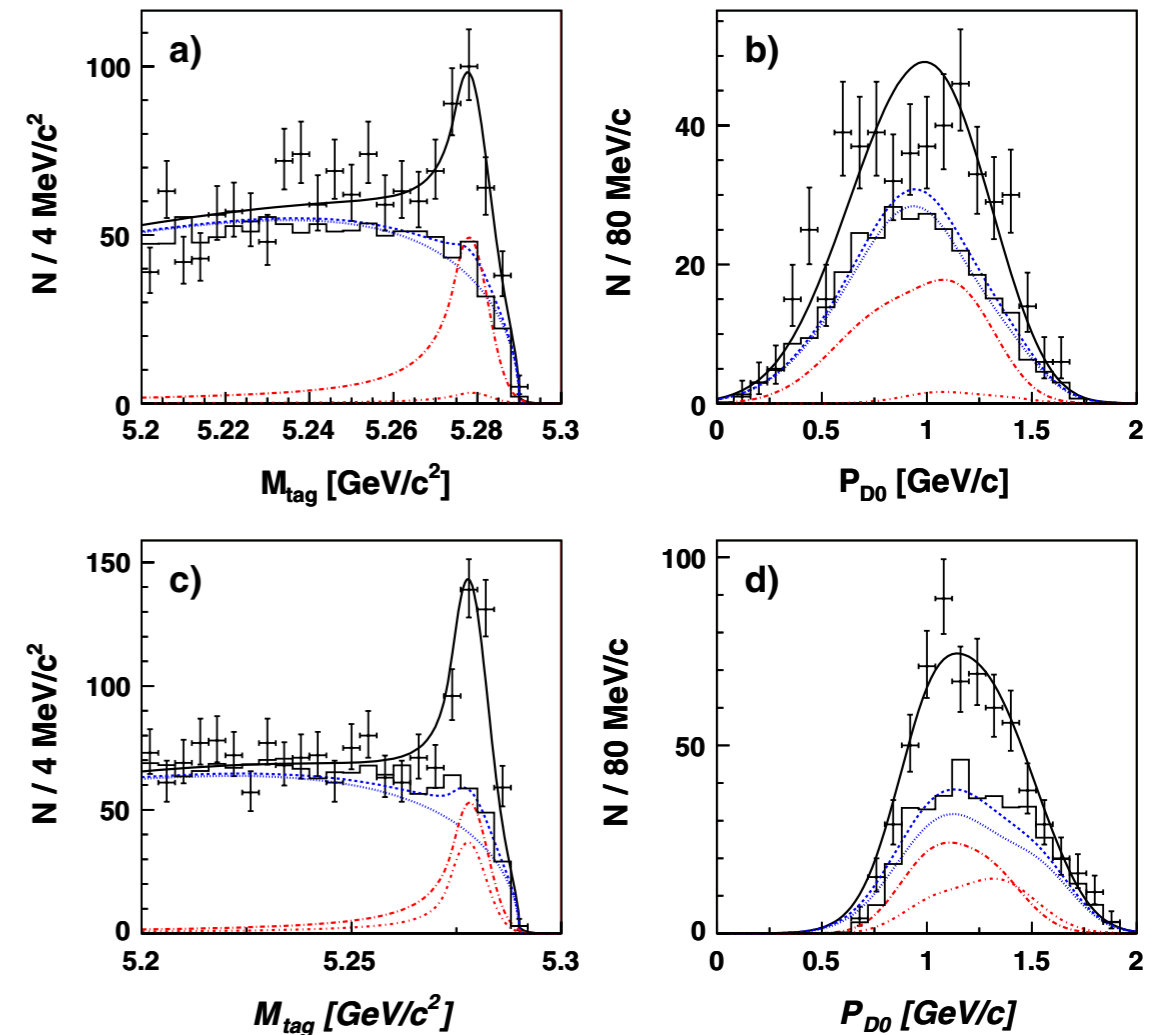 a)
N / 4 MeV/c²
100
50
0
5.2 5.22 5.24 5.26 5.28 5.3
M_tag [GeV/c²]
b)
N / 80 MeV/c
40
20
0
0 0.5 1 1.5 2
P_D0 [GeV/c]
c)
N / 4 MeV/c²
150
100
50
0
5.2 5.25 5.3
M_tag [GeV/c²]
d)
N / 80 MeV/c
100
50
0
0 0.5 1 1.5 2
P_D0 [GeV/c]